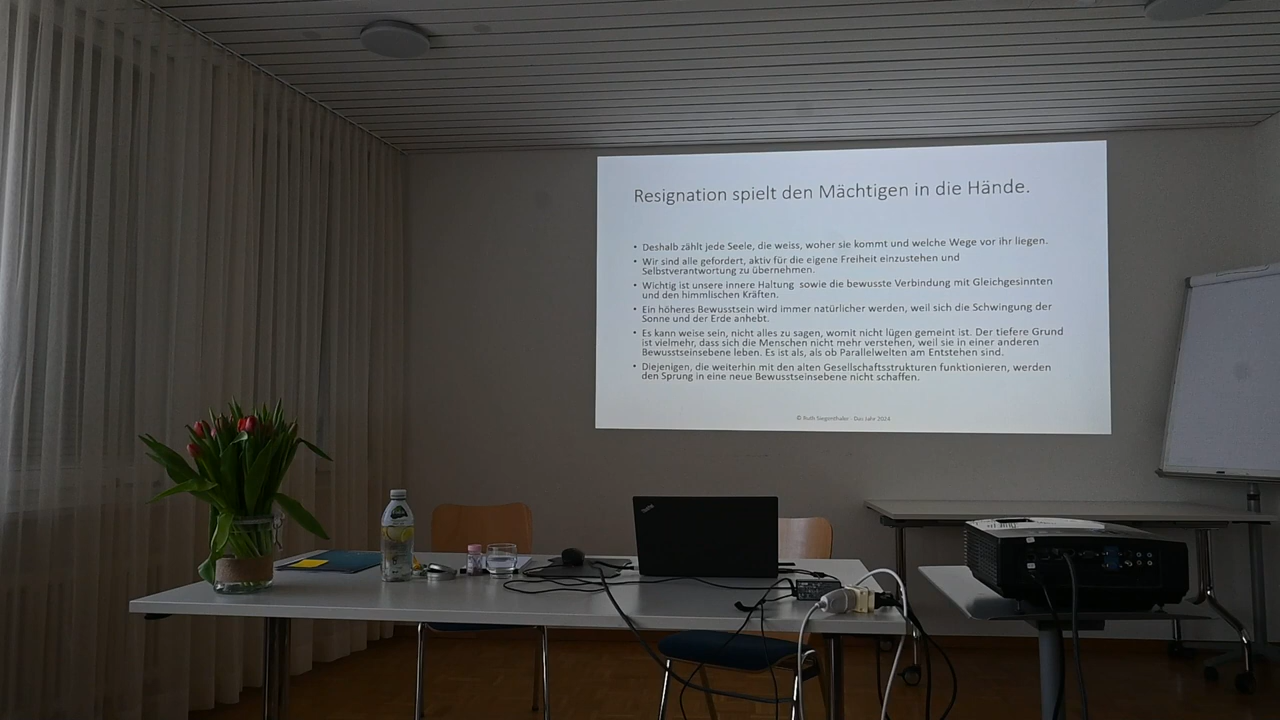 Resignation spielt den Mächtigen in die Hände.
• Deshalb zählt jede Seele, die weiss, woher sie kommt und welche Wege vor ihr liegen.
• Wir sind alle gefordert, aktiv für die eigene Freiheit einzustehen und
Selbstverantwortung zu übernehmen.
• Wichtig ist unsere innere Haltung sowie die bewusste Verbindung mit Gleichgesinnten
und den himmlischen Kräften.
• Ein höheres Bewusstsein wird immer natürlicher werden, weil sich die Schwingung der
Sonne und der Erde anhebt.
• Es kann weise sein, nicht alles zu sagen, womit nicht lügen gemeint ist. Der tiefere Grund
ist vielmehr, dass sich die Menschen nicht mehr verstehen, weil sie in einer anderen
Bewusstseinsebene leben. Es ist als, als ob Parallelwelten am Entstehen sind.
• Diejenigen, die weiterhin mit den alten Gesellschaftsstrukturen funktionieren, werden
den Sprung in eine neue Bewusstseinsebene nicht schaffen.
© Ruth Siegenthaler - Das Jahr 2024